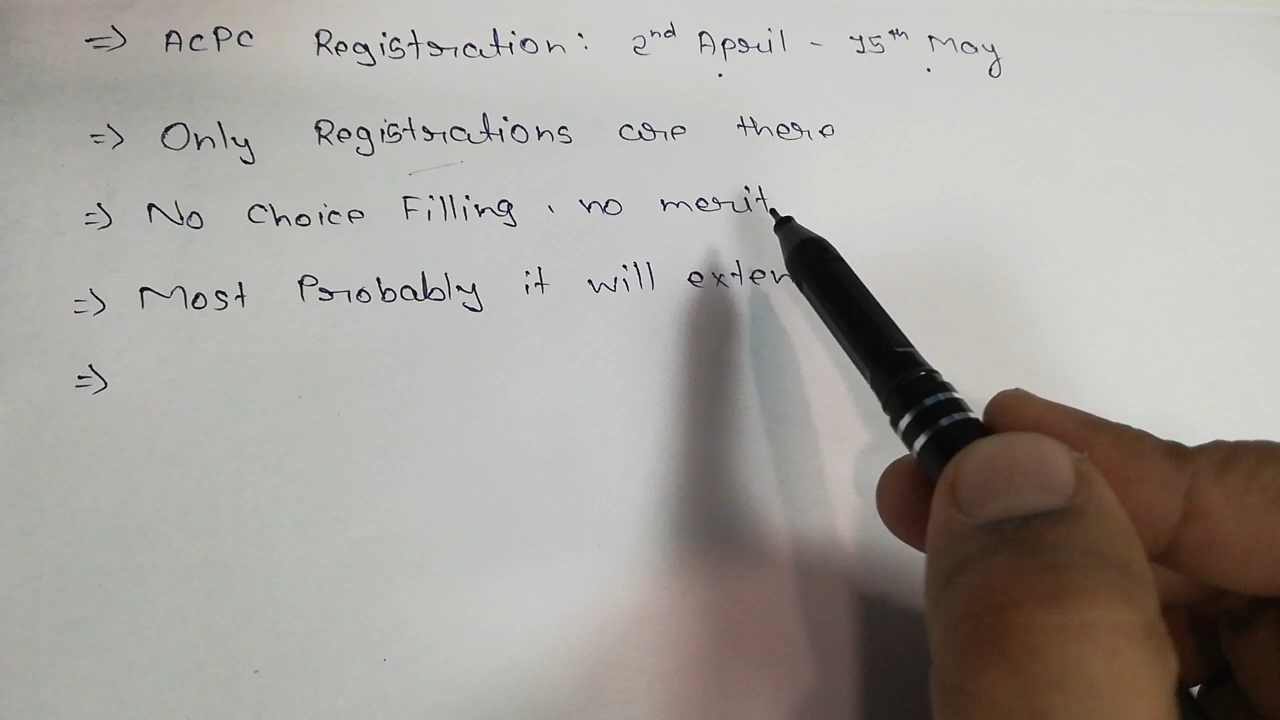 => ACPC Registration: 2nd April - 15th May
=> Only Registrations are there
=> No Choice Filling, no merit
=> Most Probably it will exten
=>